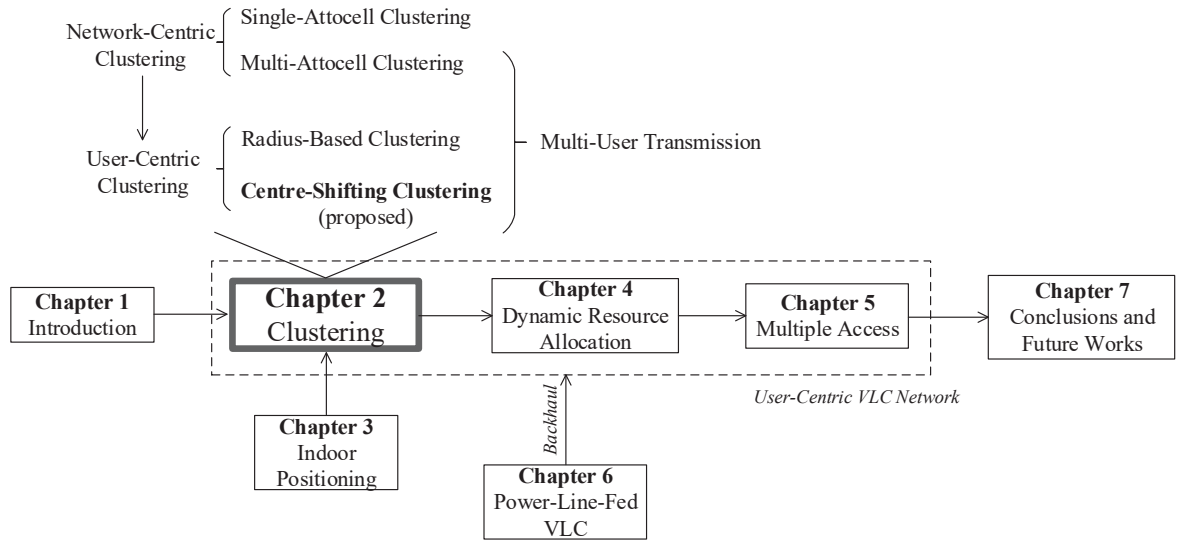 Network-Centric
Clustering
Single-Attocell Clustering
Multi-Attocell Clustering
User-Centric
Clustering
Radius-Based Clustering
Centre-Shifting Clustering
(proposed)
Multi-User Transmission
Chapter 1
Introduction
Chapter 2
Clustering
Chapter 4
Dynamic Resource
Allocation
Chapter 5
Multiple Access
Chapter 7
Conclusions and
Future Works
User-Centric VLC Network
Chapter 3
Indoor
Positioning
Backhaul
Chapter 6
Power-Line-Fed
VLC